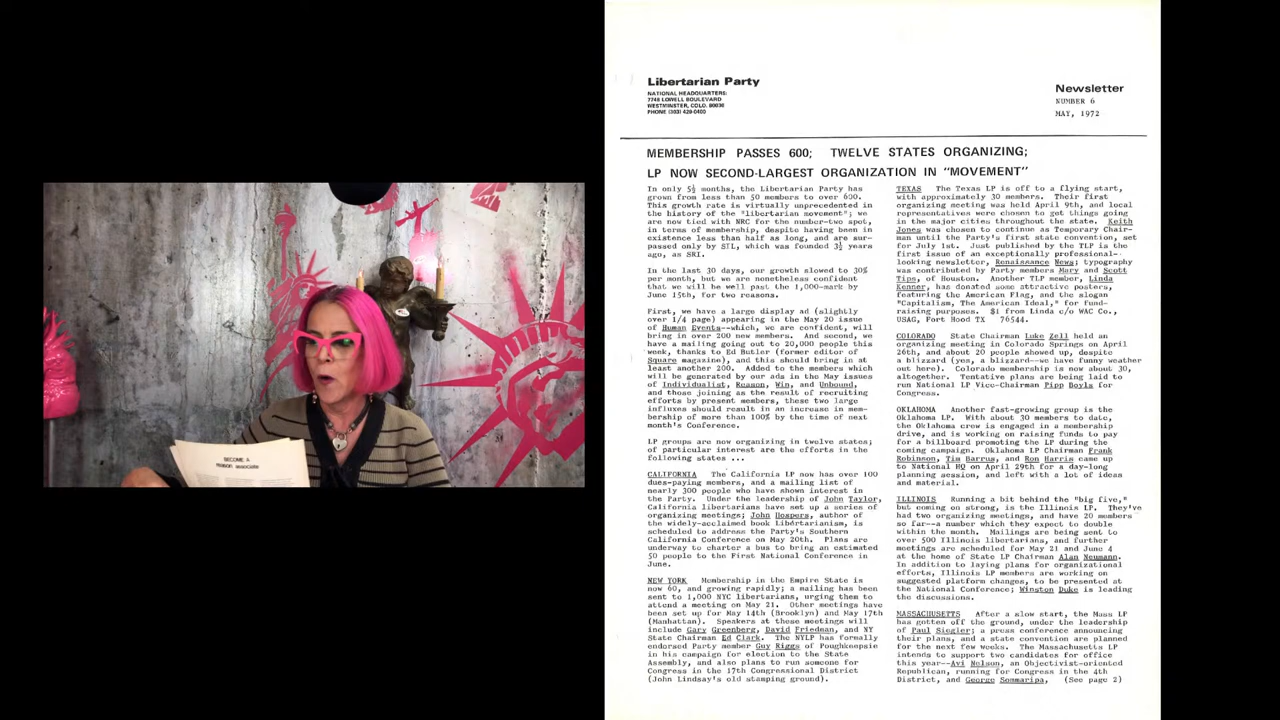 BECOME A
REASON associate
Libertarian Party
NATIONAL HEADQUARTERS:
7748 LOWELL BOULEVARD
WESTMINSTER, COLO. 80030
PHONE (303) 429-0400
Newsletter
NUMBER 6
MAY, 1972
MEMBERSHIP PASSES 600; TWELVE STATES ORGANIZING;
LP NOW SECOND-LARGEST ORGANIZATION IN "MOVEMENT"
In only 5½ months, the Libertarian Party has
grown from less than 50 members to over 600.
This growth rate is virtually unprecedented in
the history of the "libertarian movement"; we
are now tied with NRC for the number-two spot,
in terms of membership, despite having been in
existence less than half as long, and are sur-
passed only by SIL, which was founded 3½ years
ago, as SRI.
In the last 30 days, our growth slowed to 30%
per month, but we are nonetheless confident
that we will be well past the 1,000-mark by
June 15th, for two reasons.
First, we have a large display ad (slightly
over 1/4 page) appearing in the May 20 issue
of Human Events--which, we are confident, will
bring in over 200 new members. And second, we
have a mailing going out to 20,000 people this
week, thanks to Ed Butler (former editor of
Square magazine), and this should bring in at
least another 200. Added to the members which
will be generated by our ads in the May issues
of Individualist, Reason, Win, and Unbound,
and those joining as the result of recruiting
efforts by present members, these two large
influxes should result in an increase in mem-
bership of more than 100% by the time of next
month's Conference.
LP groups are now organizing in twelve states;
of particular interest are the efforts in the
following states ...
CALIFORNIA The California LP now has over 100
dues-paying members, and a mailing list of
nearly 300 people who have shown interest in
the Party. Under the leadership of John Taylor,
California libertarians have set up a series of
organizing meetings; John Hospers, author of
the widely-acclaimed book Libertarianism, is
scheduled to address the Party's Southern
California Conference on May 20th. Plans are
underway to charter a bus to bring an estimated
50 people to the First National Conference in
June.
NEW YORK Membership in the Empire State is
now 60, and growing rapidly; a mailing has been
sent to 1,000 NYC libertarians, urging them to
attend a meeting on May 21. Other meetings have
been set up for May 14th (Brooklyn) and May 17th
(Manhattan). Speakers at these meetings will
include Gary Greenberg, David Friedman, and NY
State Chairman Ed Clark. The NYLP has formally
endorsed Party member Guy Riggs of Poughkeepsie
in his campaign for election to the State
Assembly, and also plans to run someone for
Congress in the 17th Congressional District
(John Lindsay's old stamping ground).
TEXAS The Texas LP is off to a flying start,
with approximately 30 members. Their first
organizing meeting was held April 9th, and local
representatives were chosen to get things going
in the major cities throughout the state. Keith
Jones was chosen to continue as Temporary Chair-
man until the Party's first state convention, set
for July 1st. Just published by the TLP is the
first issue of an exceptionally professional-
looking newsletter, Renaissance News; typography
was contributed by Party members Mary and Scott
Tips, of Houston. Another TLP member, Linda
Kenner, has donated some attractive posters,
featuring the American Flag, and the slogan
"Capitalism, The American Ideal," for fund-
raising purposes. $1 from Linda c/o WAC Co.,
USAG, Fort Hood TX 76544.
COLORADO State Chairman Luke Zell held an
organizing meeting in Colorado Springs on April
26th, and about 20 people showed up, despite
a blizzard (yes, a blizzard--we have funny weather
out here). Colorado membership is now about 30,
altogether. Tentative plans are being laid to
run National LP Vice-Chairman Pipp Boyls for
Congress.
OKLAHOMA Another fast-growing group is the
Oklahoma LP. With about 30 members to date,
the Oklahoma crew is engaged in a membership
drive, and is working on raising funds to pay
for a billboard promoting the LP during the
coming campaign. Oklahoma LP Chairman Frank
Robinson, Tim Barrus, and Ron Harris came up
to National HQ on April 29th for a day-long
planning session, and left with a lot of ideas
and material.
ILLINOIS Running a bit behind the "big five,"
but coming on strong, is the Illinois LP. They've
had two organizing meetings, and have 20 members
so far--a number which they expect to double
within the month. Mailings are being sent to
over 500 Illinois libertarians, and further
meetings are scheduled for May 21 and June 4
at the home of State LP Chairman Alan Neumann.
In addition to laying plans for organizational
efforts, Illinois LP members are working on
suggested platform changes, to be presented at
the National Conference; Winston Duke is leading
the discussions.
MASSACHUSETTS After a slow start, the Mass LP
has gotten off the ground, under the leadership
of Paul Siegler; a press conference announcing
their plans, and a state convention are planned
for the next few weeks. The Massachusetts LP
intends to support two candidates for office
this year--Avi Nelson, an Objectivist-oriented
Republican, running for Congress in the 4th
District, and George Sommaripa, (See page 2)